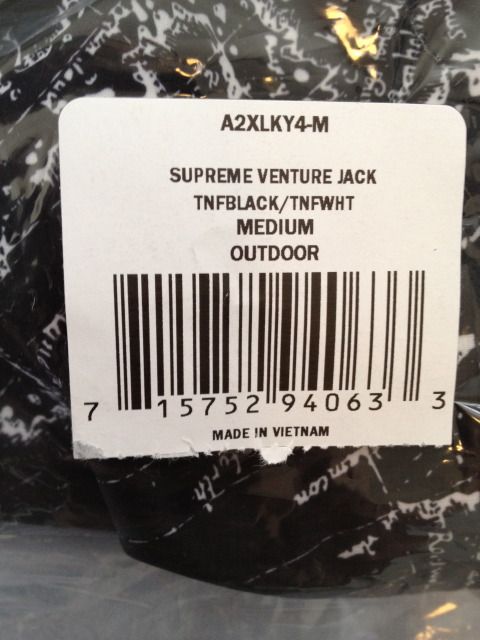 A2XLKY4-M
SUPREME VENTURE JACK
TNFBLACK/TNFWHT
MEDIUM
OUTDOOR
7 15752 94063 3
MADE IN VIETNAM